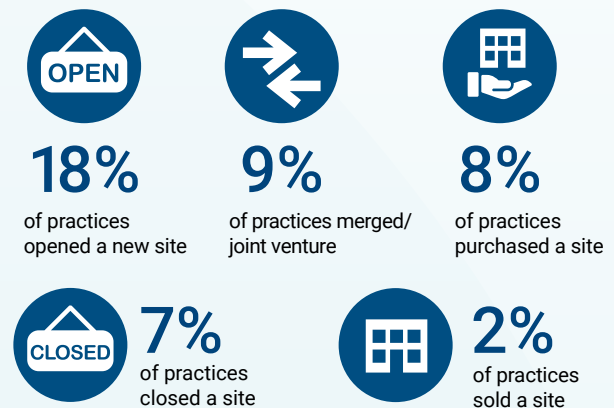 OPEN
18%
of practices
opened a new site
9%
of practices merged/
joint venture
8%
of practices
purchased a site
CLOSED
7%
of practices
closed a site
2%
of practices
sold a site